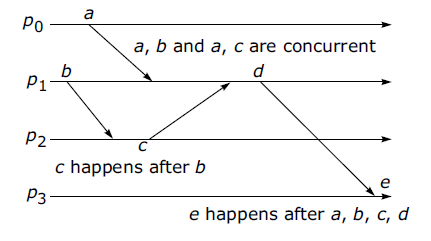 a
p0
a, b and a, c are concurrent
b
d
p1
p2
c
c happens after b
e
p3
e happens after a, b, c, d